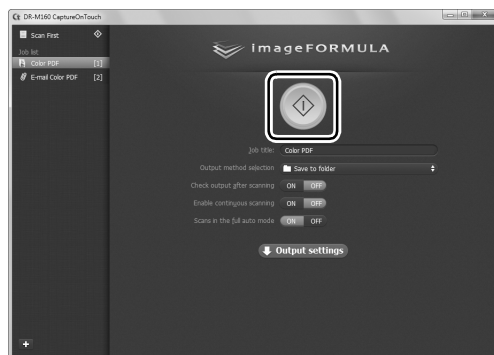 DR-M160 CaptureOnTouch
Scan First
Job list
Color PDF [1]
E-mail Color PDF [2]
imageFORMULA
Job title: Color PDF
Output method selection Save to folder
Check output after scanning ON OFF
Enable continuous scanning ON OFF
Scans in the full auto mode ON OFF
Output settings